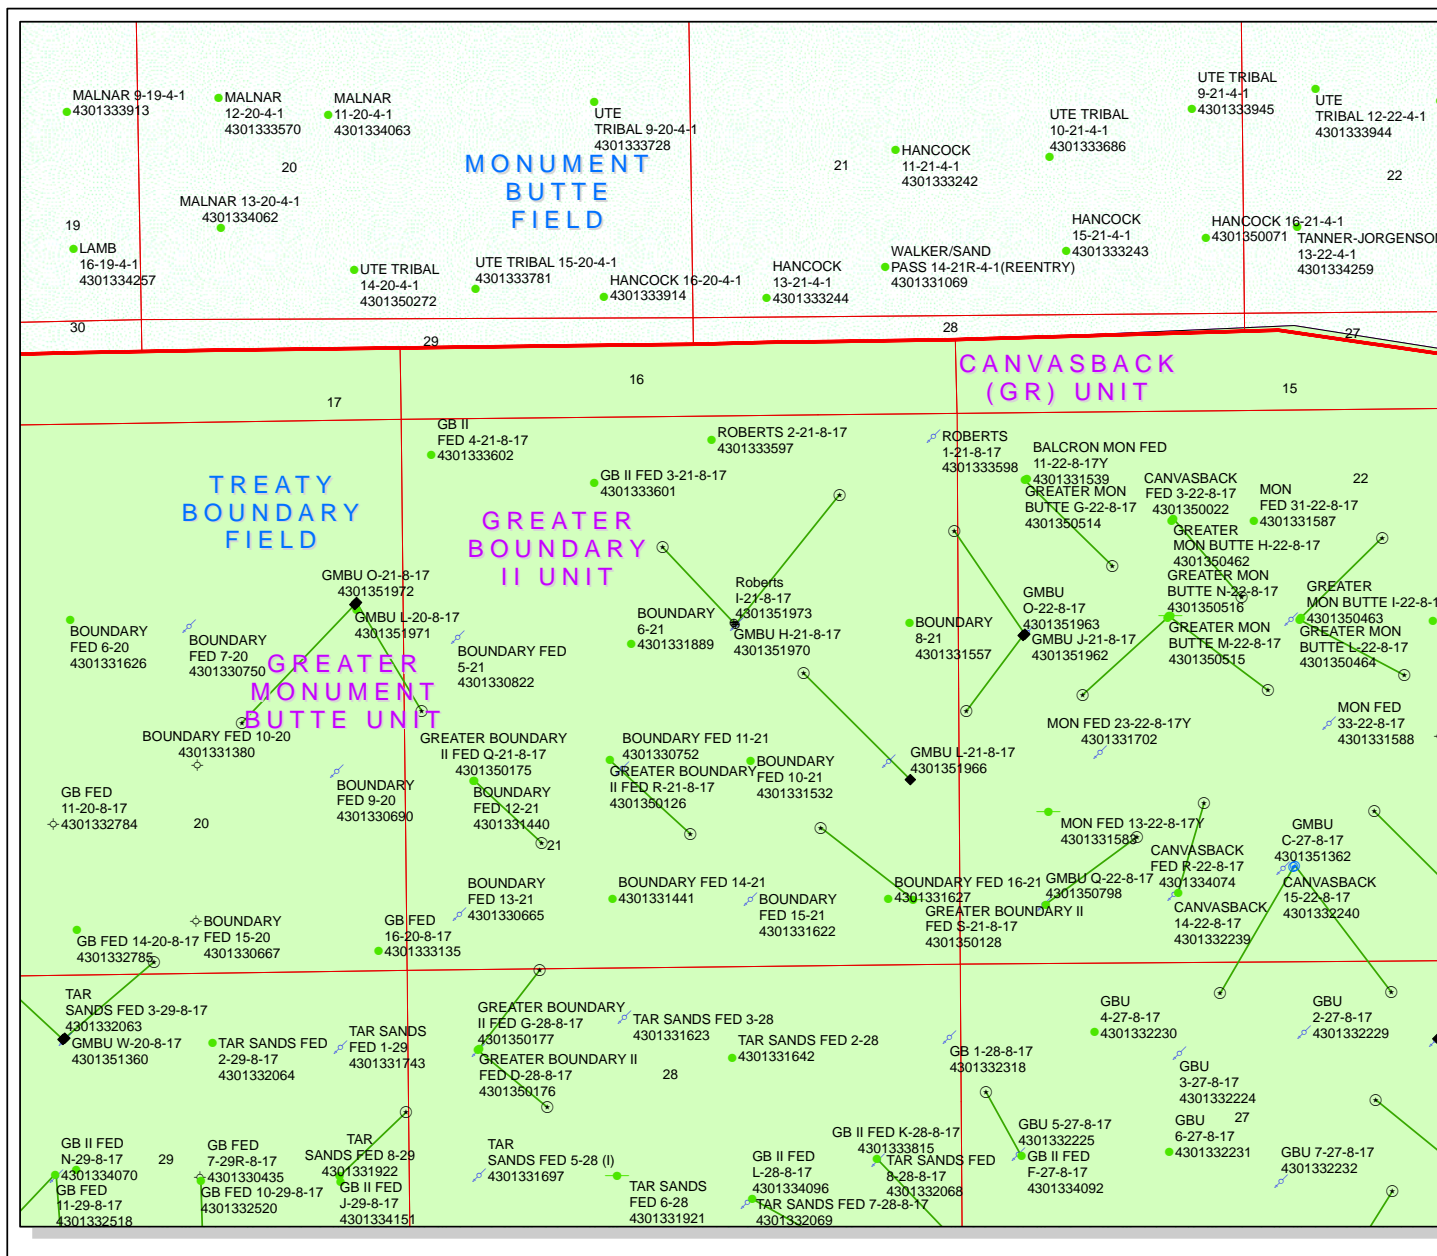 MALNAR 9-19-4-1
4301333913
MALNAR
12-20-4-1
4301333570
MALNAR
11-20-4-1
4301334063
UTE
TRIBAL 9-20-4-1
4301333728
HANCOCK
11-21-4-1
4301333242
UTE TRIBAL
10-21-4-1
4301333686
UTE TRIBAL
9-21-4-1
4301333945
UTE
TRIBAL 12-22-4-1
4301333944
20
MONUMENT
BUTTE
FIELD
21
22
19
MALNAR 13-20-4-1
4301334062
LAMB
16-19-4-1
4301334257
UTE TRIBAL
14-20-4-1
4301350272
UTE TRIBAL 15-20-4-1
4301333781
HANCOCK 16-20-4-1
4301333914
HANCOCK
13-21-4-1
4301333244
WALKER/SAND
PASS 14-21R-4-1(REENTRY)
4301331069
HANCOCK
15-21-4-1
4301333243
HANCOCK 16-21-4-1
4301350071
TANNER-JORGENSON
13-22-4-1
4301334259
30
29
28
27
CANVASBACK
(GR) UNIT
17
16
15
GB II
FED 4-21-8-17
4301333602
ROBERTS 2-21-8-17
4301333597
ROBERTS
1-21-8-17
4301333598
GB II FED 3-21-8-17
4301333601
BALCRON MON FED
11-22-8-17Y
4301331539
GREATER MON
BUTTE G-22-8-17
4301350514
CANVASBACK
FED 3-22-8-17
4301350022
MON
FED 31-22-8-17
4301331587
22
GREATER
MON BUTTE H-22-8-17
4301350462
TREATY
BOUNDARY
FIELD
GREATER
BOUNDARY
II UNIT
GMBU O-21-8-17
4301351972
GMBU L-20-8-17
4301351971
Roberts
I-21-8-17
4301351973
GMBU H-21-8-17
4301351970
GMBU
O-22-8-17
4301351963
GMBU J-21-8-17
4301351962
GREATER MON
BUTTE N-22-8-17
4301350516
GREATER MON
BUTTE M-22-8-17
4301350515
GREATER
MON BUTTE I-22-8-1
4301350463
GREATER MON
BUTTE L-22-8-17
4301350464
BOUNDARY
FED 6-20
4301331626
BOUNDARY
FED 7-20
4301330750
BOUNDARY FED
5-21
4301330822
BOUNDARY
6-21
4301331889
BOUNDARY
8-21
4301331557
GREATER
MONUMENT
BUTTE UNIT
BOUNDARY FED 10-20
4301331380
GREATER BOUNDARY
II FED Q-21-8-17
4301350175
BOUNDARY FED 11-21
4301330752
GREATER BOUNDARY
II FED R-21-8-17
4301350126
BOUNDARY
FED 10-21
4301331532
GMBU L-21-8-17
4301351966
MON FED 23-22-8-17Y
4301331702
MON FED
33-22-8-17
4301331588
GB FED
11-20-8-17
4301332784
20
BOUNDARY
FED 9-20
4301330690
BOUNDARY
FED 12-21
4301331440
21
MON FED 13-22-8-17Y
4301331583
GMBU
C-27-8-17
4301351362
CANVASBACK
15-22-8-17
4301332240
CANVASBACK
FED R-22-8-17
4301334074
CANVASBACK
14-22-8-17
4301332239
GMBU Q-22-8-17
4301350798
GB FED 14-20-8-17
4301332785
BOUNDARY
FED 15-20
4301330667
GB FED
16-20-8-17
4301333135
BOUNDARY
FED 13-21
4301330665
BOUNDARY FED 14-21
4301331441
BOUNDARY
FED 15-21
4301331622
BOUNDARY FED 16-21
4301331627
GREATER BOUNDARY II
FED S-21-8-17
4301350128
TAR
SANDS FED 3-29-8-17
4301332063
GMBU W-20-8-17
4301351360
TAR SANDS FED
2-29-8-17
4301332064
TAR SANDS
FED 1-29
4301331743
GREATER BOUNDARY
II FED G-28-8-17
4301350177
GREATER BOUNDARY II
FED D-28-8-17
4301350176
TAR SANDS FED 3-28
4301331623
TAR SANDS FED 2-28
4301331642
28
GB 1-28-8-17
4301332318
GBU
4-27-8-17
4301332230
GBU
2-27-8-17
4301332229
GBU
3-27-8-17
4301332224
27
GB II FED
N-29-8-17
4301334070
GB FED
11-29-8-17
4301332518
29
GB FED
7-29R-8-17
4301330435
GB FED 10-29-8-17
4301332520
TAR
SANDS FED 8-29
4301331922
GB II FED
J-29-8-17
4301334151
TAR
SANDS FED 5-28 (I)
4301331697
TAR SANDS
FED 6-28
4301331921
GB II FED
L-28-8-17
4301334096
TAR SANDS FED 7-28-8-17
4301332069
GB II FED K-28-8-17
4301333815
TAR SANDS FED
8-28-8-17
4301332068
GBU 5-27-8-17
4301332225
GB II FED
F-27-8-17
4301334092
GBU
6-27-8-17
4301332231
GBU 7-27-8-17
4301332232